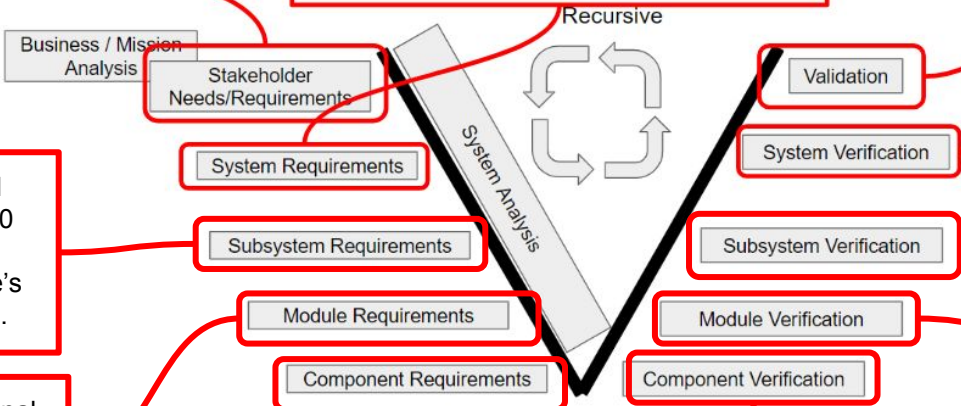 Recursive
Business / Mission
Analysis
Stakeholder
Needs/Requirements
Validation
System Analysis
System Requirements
System Verification
0
Subsystem Requirements
Subsystem Verification
e's
.
Module Requirements
Module Verification
Component Requirements
Component Verification